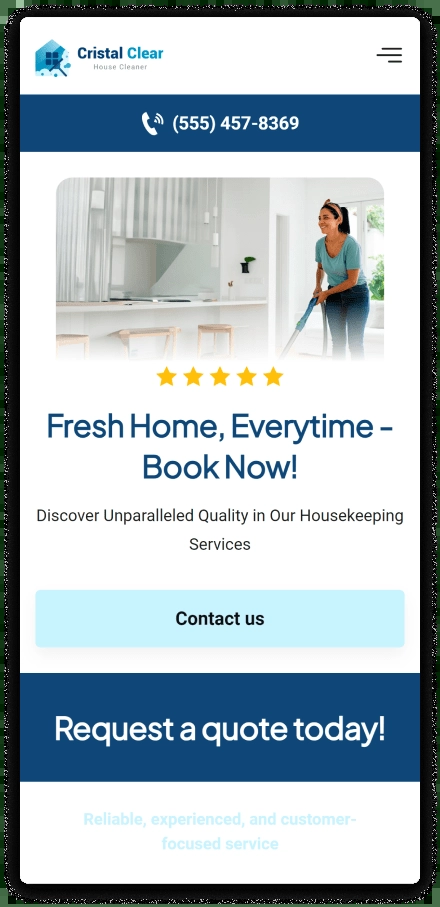 Cristal Clear
House Cleaner
(555) 457-8369
Fresh Home, Everytime -
Book Now!
Discover Unparalleled Quality in Our Housekeeping
Services
Contact us
Request a quote today!
Reliable, experienced, and customer-
focused service